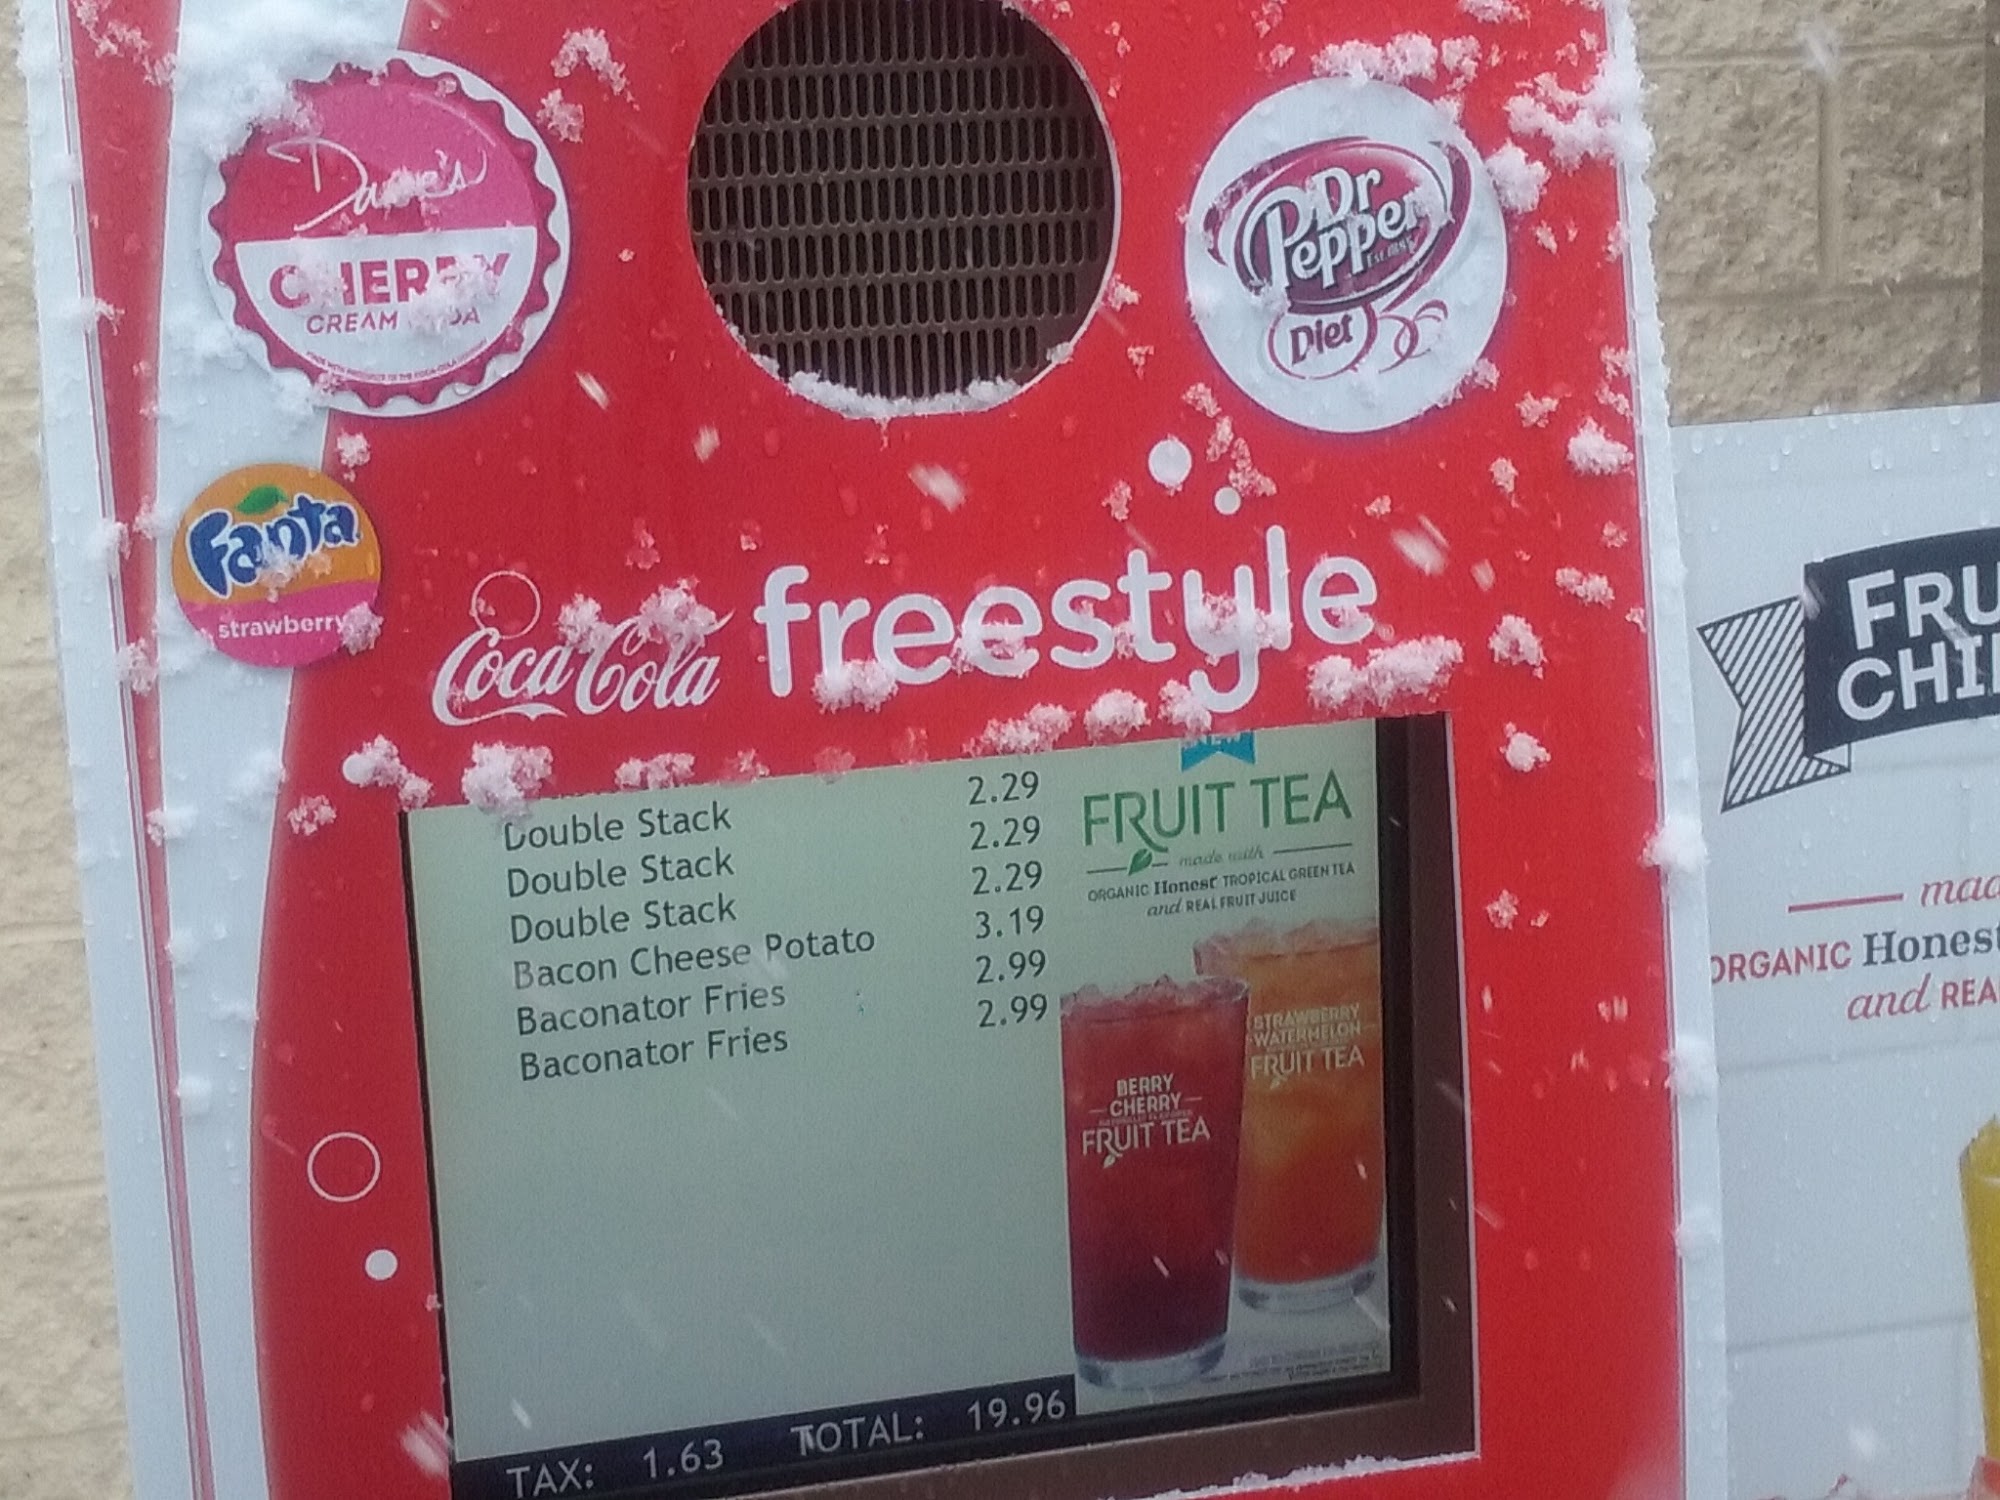 Dave's
CHERRY
CREAM SODA
Dr
Pepper
Diet
Fanta
strawberry
Coca-Cola freestyle
Double Stack 2.29
Double Stack 2.29
Double Stack 2.29
Bacon Cheese Potato 3.19
Baconator Fries 2.99
Baconator Fries 2.99
TAX: 1.63 TOTAL: 19.96
NEW
FRUIT TEA
made with
ORGANIC Honest TROPICAL GREEN TEA
and REAL FRUIT JUICE
STRAWBERRY
WATERMELON
FRUIT TEA
BERRY
CHERRY
FRUIT TEA
FRU
CHI
mad
ORGANIC Honest
and REA